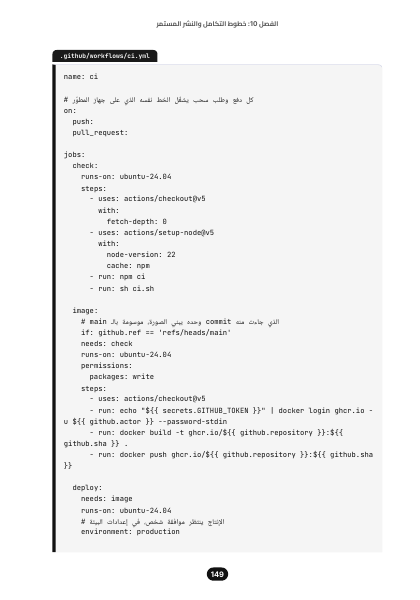 الفصل 10: خطوط التكامل والنشر المستمر
.github/workflows/ci.yml
name: ci
# كل دفع وطلب سحب يشغّل الخط نفسه الذي على جهاز المطوّر
on:
  push:
  pull_request:
jobs:
  check:
    runs-on: ubuntu-24.04
    steps:
      - uses: actions/checkout@v5
        with:
          fetch-depth: 0
      - uses: actions/setup-node@v5
        with:
          node-version: 22
          cache: npm
      - run: npm ci
      - run: sh ci.sh
  image:
    # main وحده يبني الصورة، موسومة بالـ commit الذي جاءت منه
    if: github.ref == 'refs/heads/main'
    needs: check
    runs-on: ubuntu-24.04
    permissions:
      packages: write
    steps:
      - uses: actions/checkout@v5
      - run: echo "${{ secrets.GITHUB_TOKEN }}" | docker login ghcr.io -
u ${{ github.actor }} --password-stdin
      - run: docker build -t ghcr.io/${{ github.repository }}:${{
github.sha }} .
      - run: docker push ghcr.io/${{ github.repository }}:${{ github.sha
}}
  deploy:
    needs: image
    runs-on: ubuntu-24.04
    # الإنتاج ينتظر موافقة شخص، في إعدادات البيئة
    environment: production
149